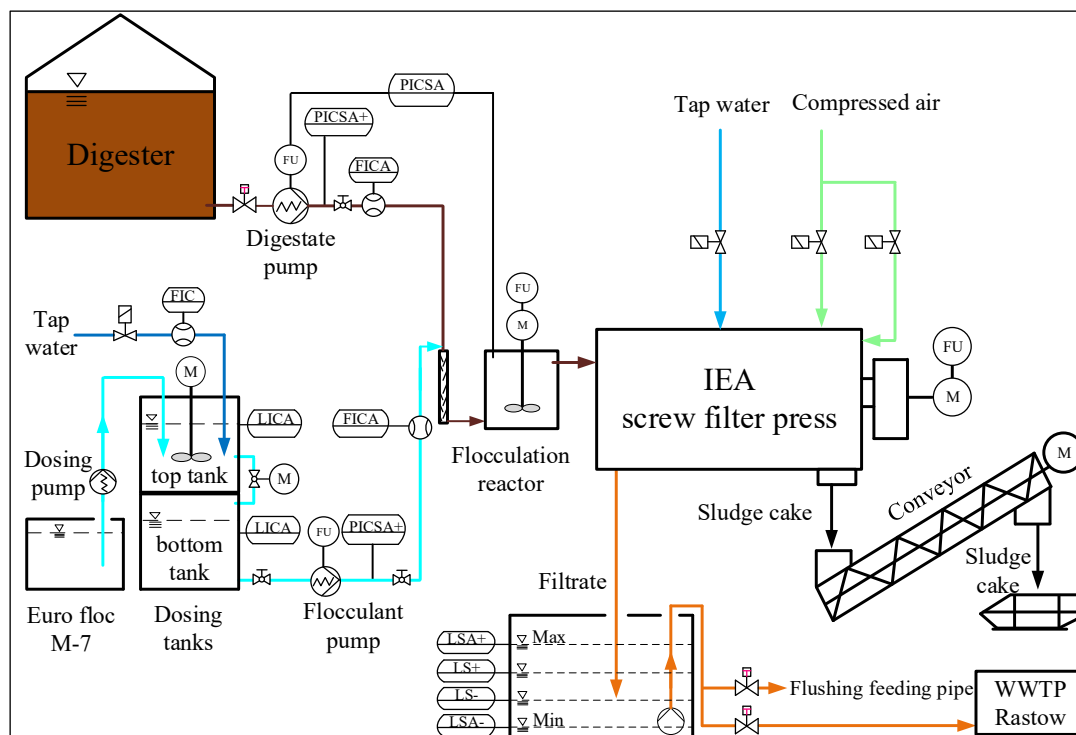 PICSA
PICSA+
Tap water
Compressed air
Digester
FU
FICA
T
Digestate
pump
FIC
FU
Tap
water
M
M
IEA
screw filter press
FU
M
LICA
FICA
Dosing
pump
top tank
M
Flocculation
reactor
M
Conveyor
Sludge cake
LICA
FU
PICSA+
bottom
tank
Sludge
cake
Filtrate
Euro floc
M-7
Dosing
tanks
Flocculant
pump
LSA+
Max
LS+
LS-
T
Flushing feeding pipe
WWTP
Rastow
LSA-
Min
T